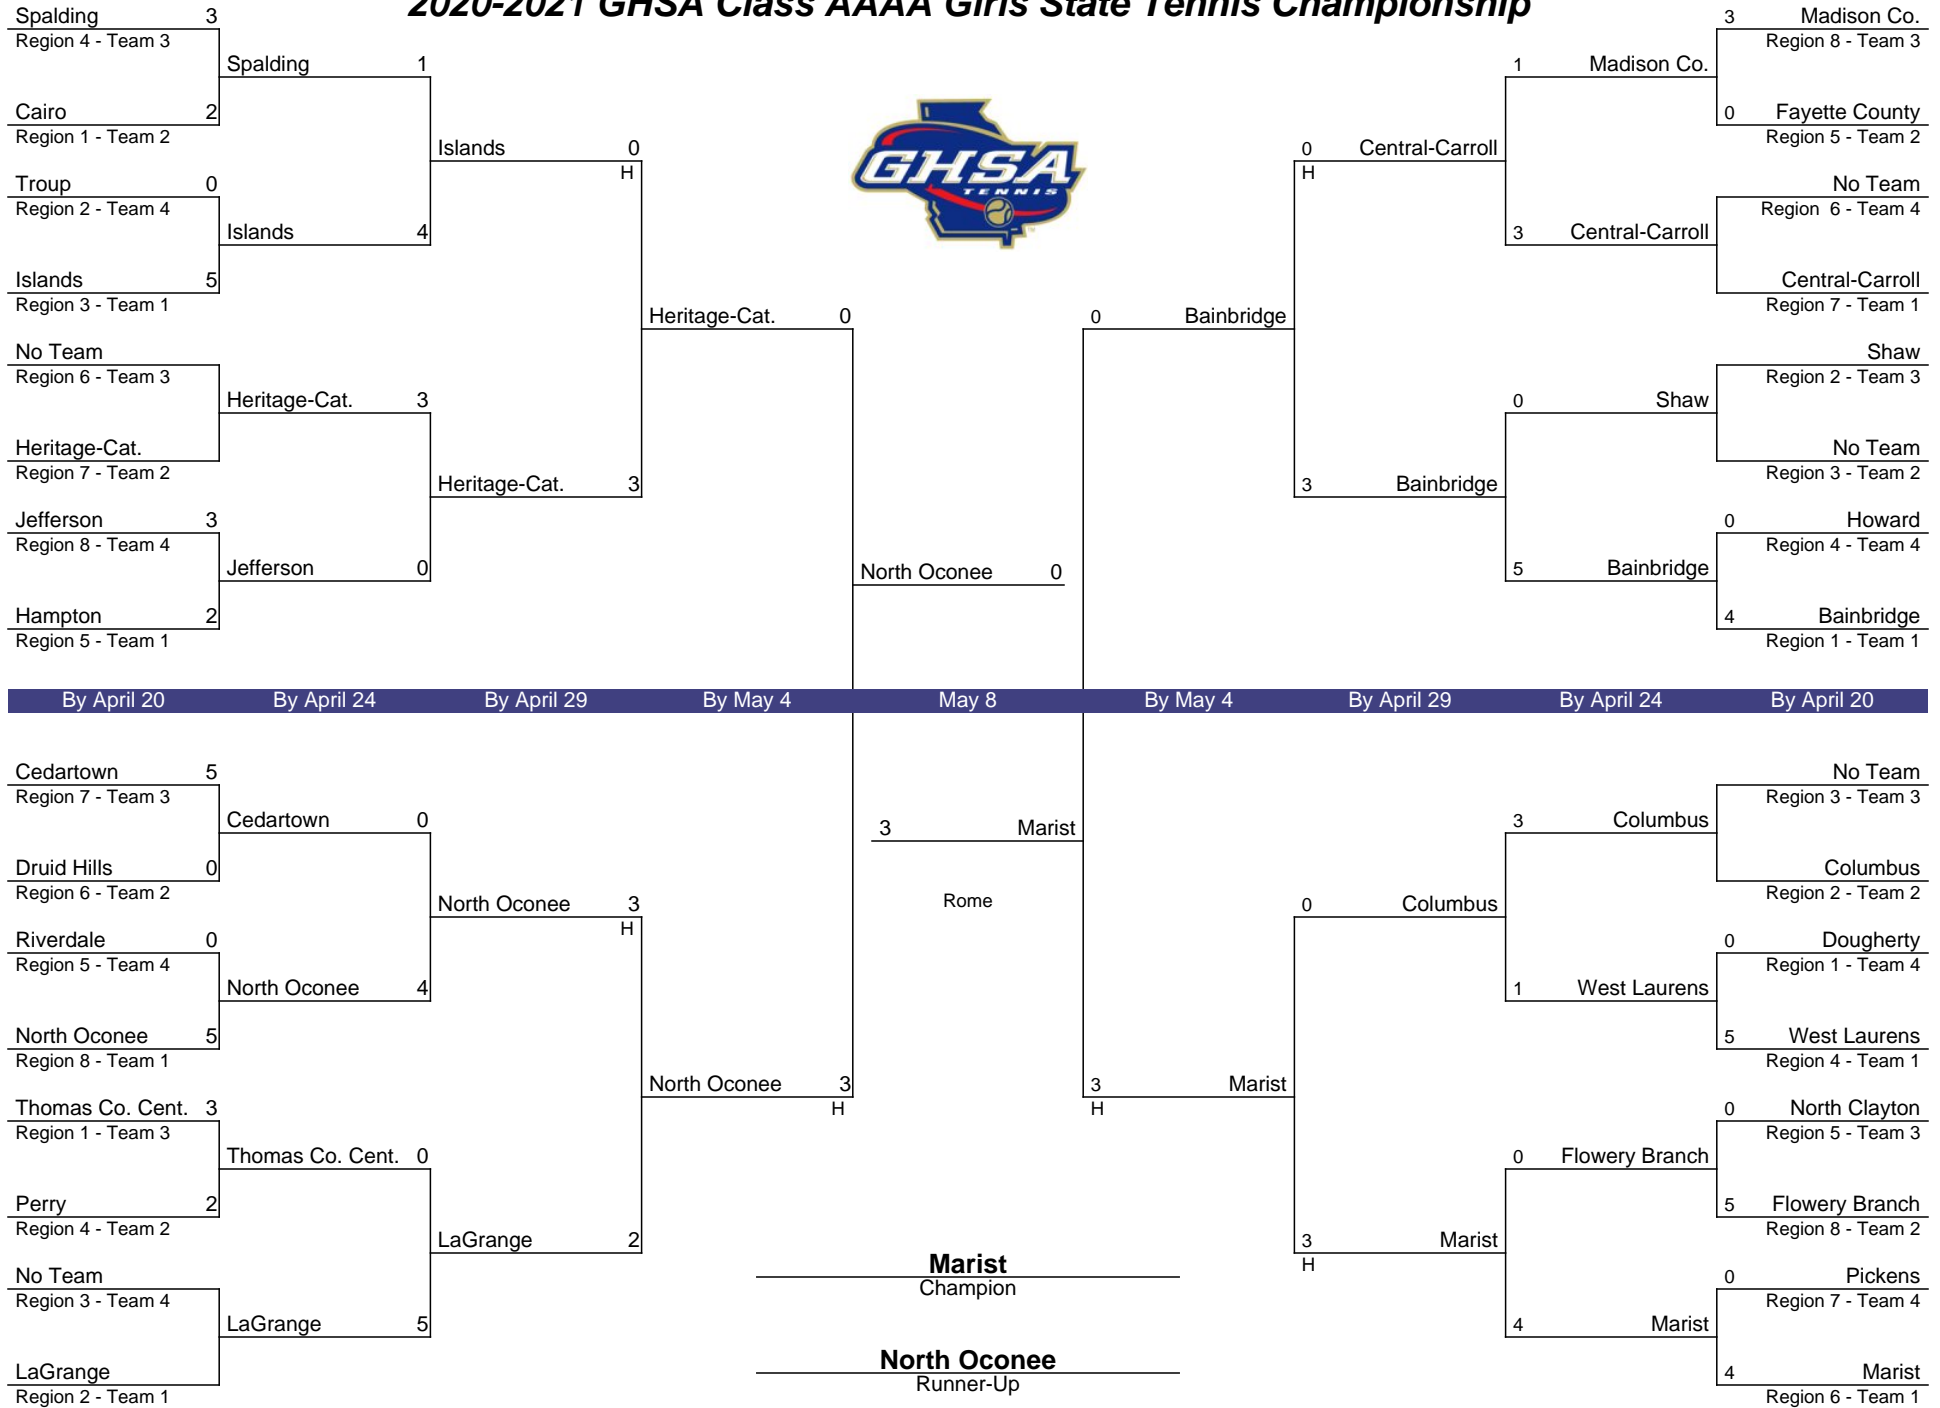 2020-2021 GHSA Class AAAA Girls State Tennis Championship
Spalding 3
Region 4 - Team 3
Spalding 1
Cairo 2
Region 1 - Team 2
Islands 0
H
Troup 0
Region 2 - Team 4
Islands 4
Islands 5
Region 3 - Team 1
Heritage-Cat. 0
No Team
Region 6 - Team 3
Heritage-Cat. 3
Heritage-Cat.
Region 7 - Team 2
Heritage-Cat. 3
Jefferson 3
Region 8 - Team 4
Jefferson 0
Hampton 2
Region 5 - Team 1
North Oconee 0
GHSA
TENNIS
TM
3 Madison Co.
Region 8 - Team 3
1 Madison Co.
0 Fayette County
Region 5 - Team 2
0 Central-Carroll
H
No Team
Region 6 - Team 4
3 Central-Carroll
Central-Carroll
Region 7 - Team 1
0 Bainbridge
Shaw
Region 2 - Team 3
0 Shaw
No Team
Region 3 - Team 2
3 Bainbridge
0 Howard
Region 4 - Team 4
5 Bainbridge
4 Bainbridge
Region 1 - Team 1
By April 20 By April 24 By April 29 By May 4 May 8 By May 4 By April 29 By April 24 By April 20
Cedartown 5
Region 7 - Team 3
Cedartown 0
Druid Hills 0
Region 6 - Team 2
North Oconee 3
H
Riverdale 0
Region 5 - Team 4
North Oconee 4
North Oconee 5
Region 8 - Team 1
North Oconee 3
H
Thomas Co. Cent. 3
Region 1 - Team 3
Thomas Co. Cent. 0
Perry 2
Region 4 - Team 2
LaGrange 2
No Team
Region 3 - Team 4
LaGrange 5
LaGrange
Region 2 - Team 1
3 Marist
Rome
Marist
Champion
North Oconee
Runner-Up
No Team
Region 3 - Team 3
3 Columbus
Columbus
Region 2 - Team 2
0 Columbus
0 Dougherty
Region 1 - Team 4
1 West Laurens
5 West Laurens
Region 4 - Team 1
3 Marist
H
0 North Clayton
Region 5 - Team 3
0 Flowery Branch
5 Flowery Branch
Region 8 - Team 2
3 Marist
H
0 Pickens
Region 7 - Team 4
4 Marist
4 Marist
Region 6 - Team 1